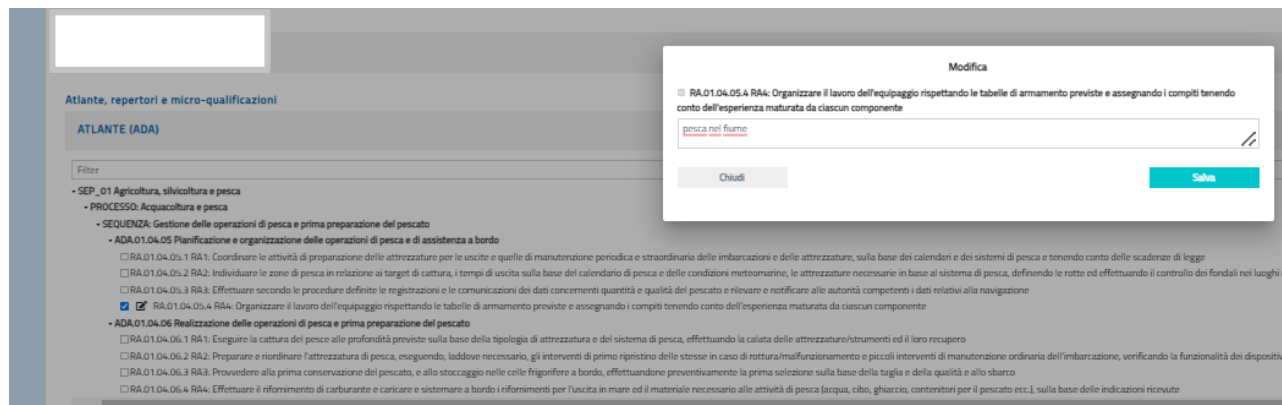 Atlante, repertori e micro-qualificazioni
ATLANTE (ADA)
Filter
SEP_01 Agricoltura, silvicoltura e pesca
PROCESSO: Acquacoltura e pesca
SEQUENZA: Gestione delle operazioni di pesca e prima preparazione del pescato
ADA.01.04.05 Pianificazione e organizzazione delle operazioni di pesca e di assistenza a bordo
RA.01.04.05.1 RA1: Coordinare le attività di preparazione delle attrezzature per le uscite e quelle di manutenzione periodica e straordinaria delle imbarcazioni e delle attrezzature, sulla base dei calendari e dei sistemi di pesca e tenendo conto delle scadenze di legge
RA.01.04.05.2 RA2: Individuare le zone di pesca in relazione ai target di cattura, i tempi di uscita sulla base del calendario di pesca e delle condizioni meteomarine, le attrezzature necessarie in base al sistema di pesca, definendo le rotte ed effettuando il controllo dei fondali nei luoghi
RA.01.04.05.3 RA3: Effettuare secondo le procedure definite le registrazioni e le comunicazioni dei dati concernenti quantità e qualità del pescato e rilevare e notificare alle autorità competenti i dati relativi alla navigazione
RA.01.04.05.4 RA4: Organizzare il lavoro dell'equipaggio rispettando le tabelle di armamento previste e assegnando i compiti tenendo conto dell'esperienza maturata da ciascun componente
ADA.01.04.06 Realizzazione delle operazioni di pesca e prima preparazione del pescato
RA.01.04.06.1 RA1: Eseguire la cattura del pesce alle profondità previste sulla base della tipologia di attrezzatura e del sistema di pesca, effettuando la calata delle attrezzature/strumenti ed il loro recupero
RA.01.04.06.2 RA2: Preparare e riordinare l'attrezzatura di pesca, eseguendo, laddove necessario, gli interventi di primo ripristino delle stesse in caso di rottura/malfunzionamento e piccoli interventi di manutenzione ordinaria dell'imbarcazione, verificando la funzionalità dei dispositiv
RA.01.04.06.3 RA3: Provvedere alla prima conservazione del pescato, e allo stoccaggio nelle celle frigorifere a bordo, effettuandone preventivamente la prima selezione sulla base della taglia e della qualità e allo sbarco
RA.01.04.06.4 RA4: Effettuare il rifornimento di carburante e caricare e sistemare a bordo i rifornimenti per l'uscita in mare ed il materiale necessario alle attività di pesca (acqua, cibo, ghiaccio, contenitori per il pescato ecc.), sulla base delle indicazioni ricevute
Modifica
RA.01.04.05.4 RA4: Organizzare il lavoro dell'equipaggio rispettando le tabelle di armamento previste e assegnando i compiti tenendo
conto dell'esperienza maturata da ciascun componente
pesca nel fiume
Chiudi
Salva